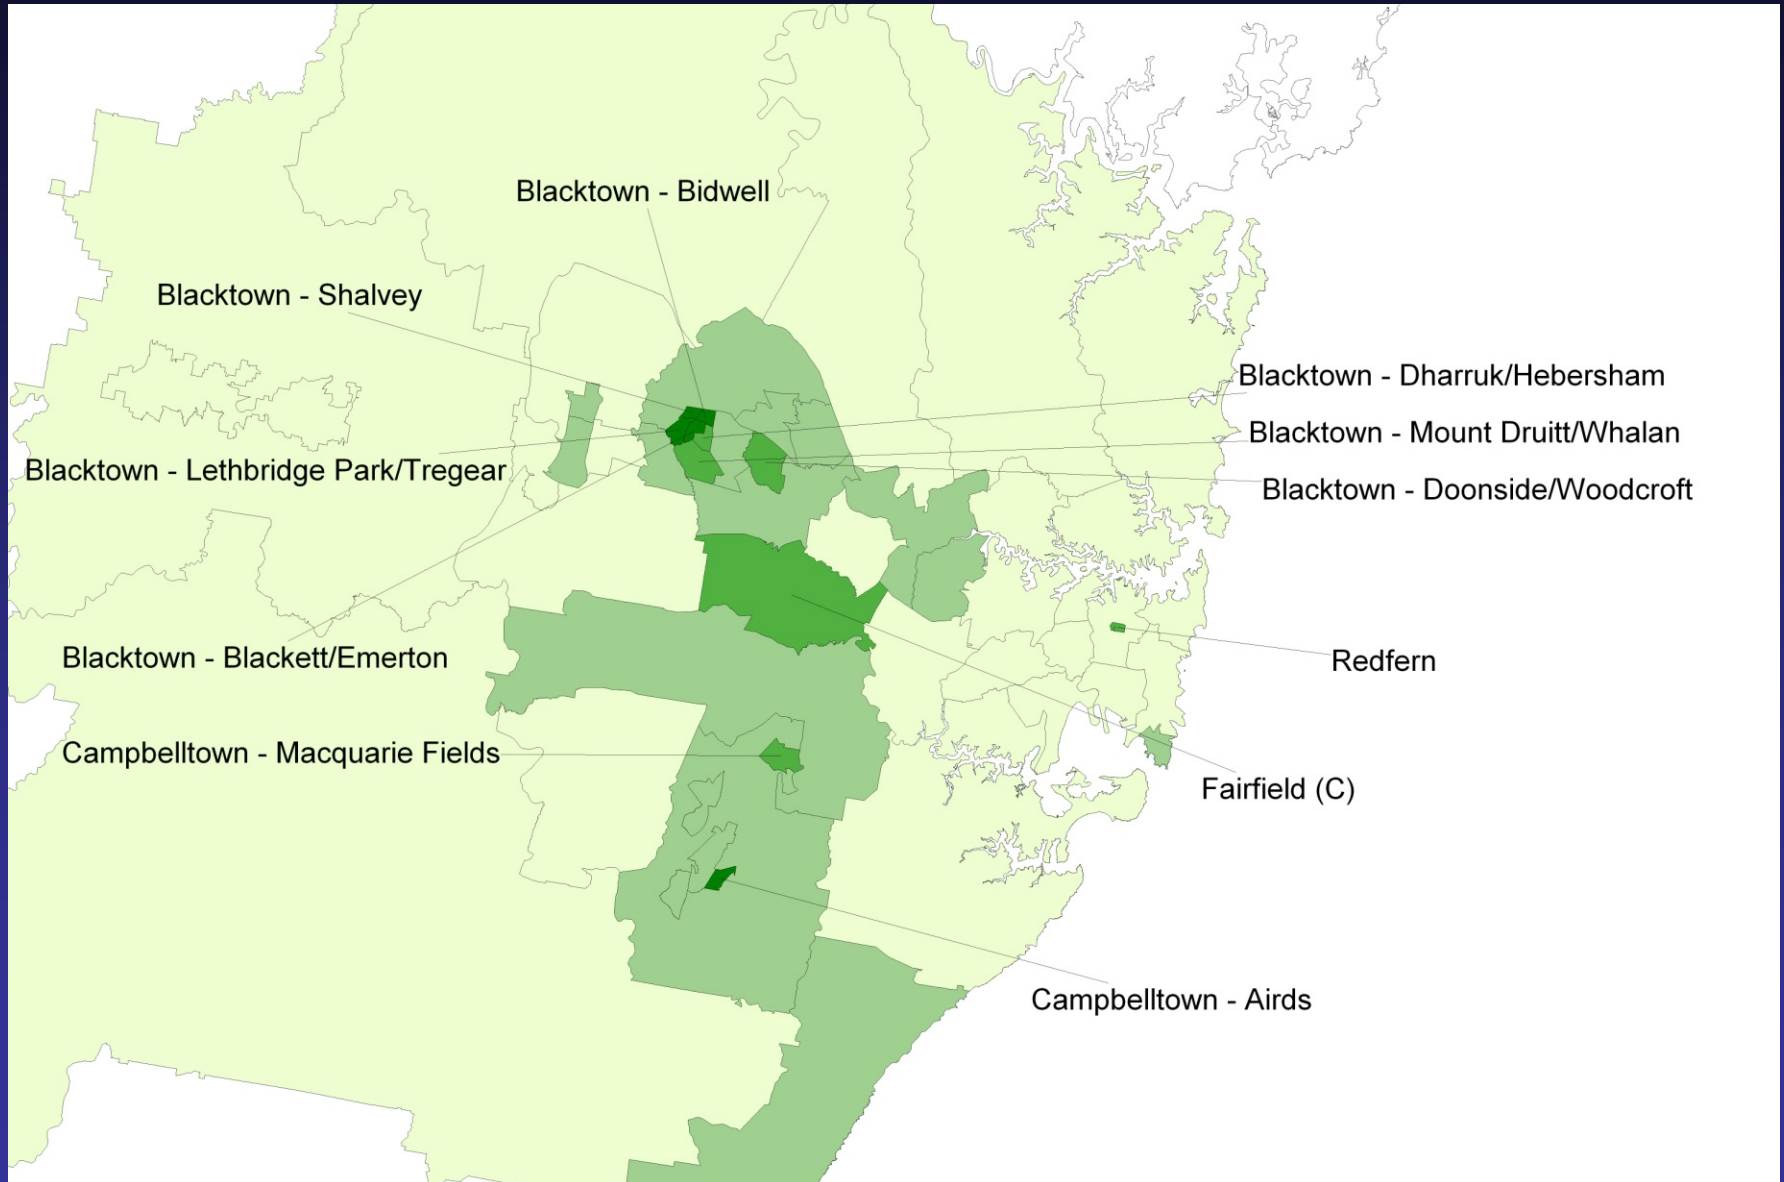 Blacktown - Bidwell
Blacktown - Shalvey
Blacktown - Dharruk/Hebersham
Blacktown - Mount Druitt/Whalan
Blacktown - Lethbridge Park/Tregear
Blacktown - Doonside/Woodcroft
Blacktown - Blackett/Emerton
Redfern
Campbelltown - Macquarie Fields
Fairfield (C)
Campbelltown - Airds